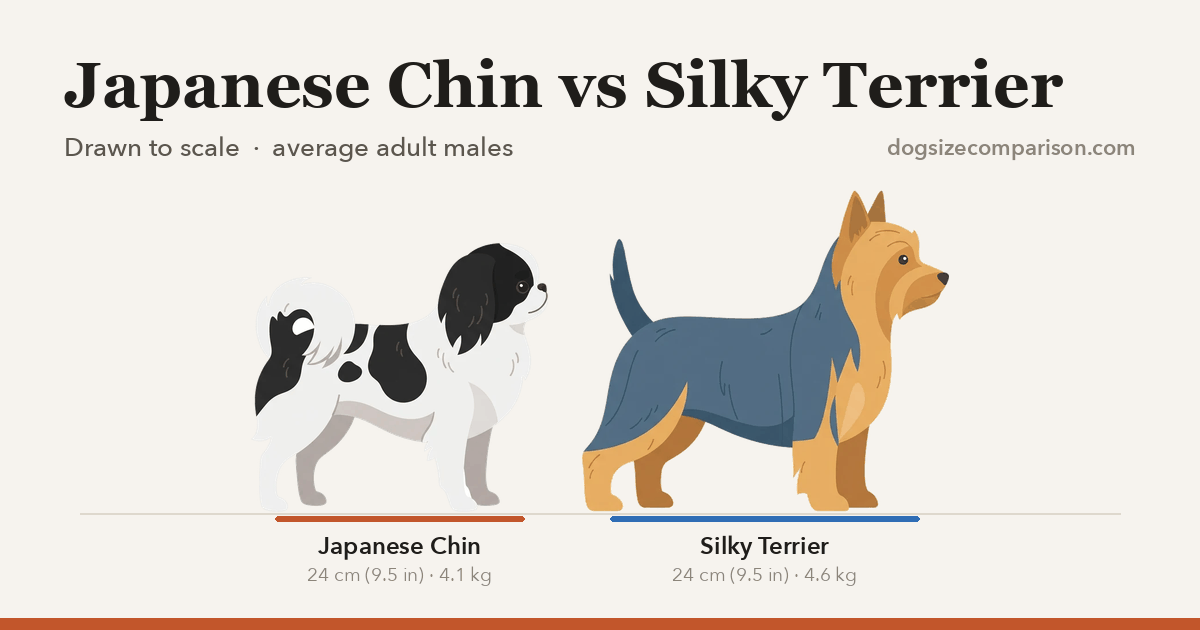 Japanese Chin vs Silky Terrier
Drawn to scale · average adult males
dogsizecomparison.com
Japanese Chin
24 cm (9.5 in) · 4.1 kg
Silky Terrier
24 cm (9.5 in) · 4.6 kg